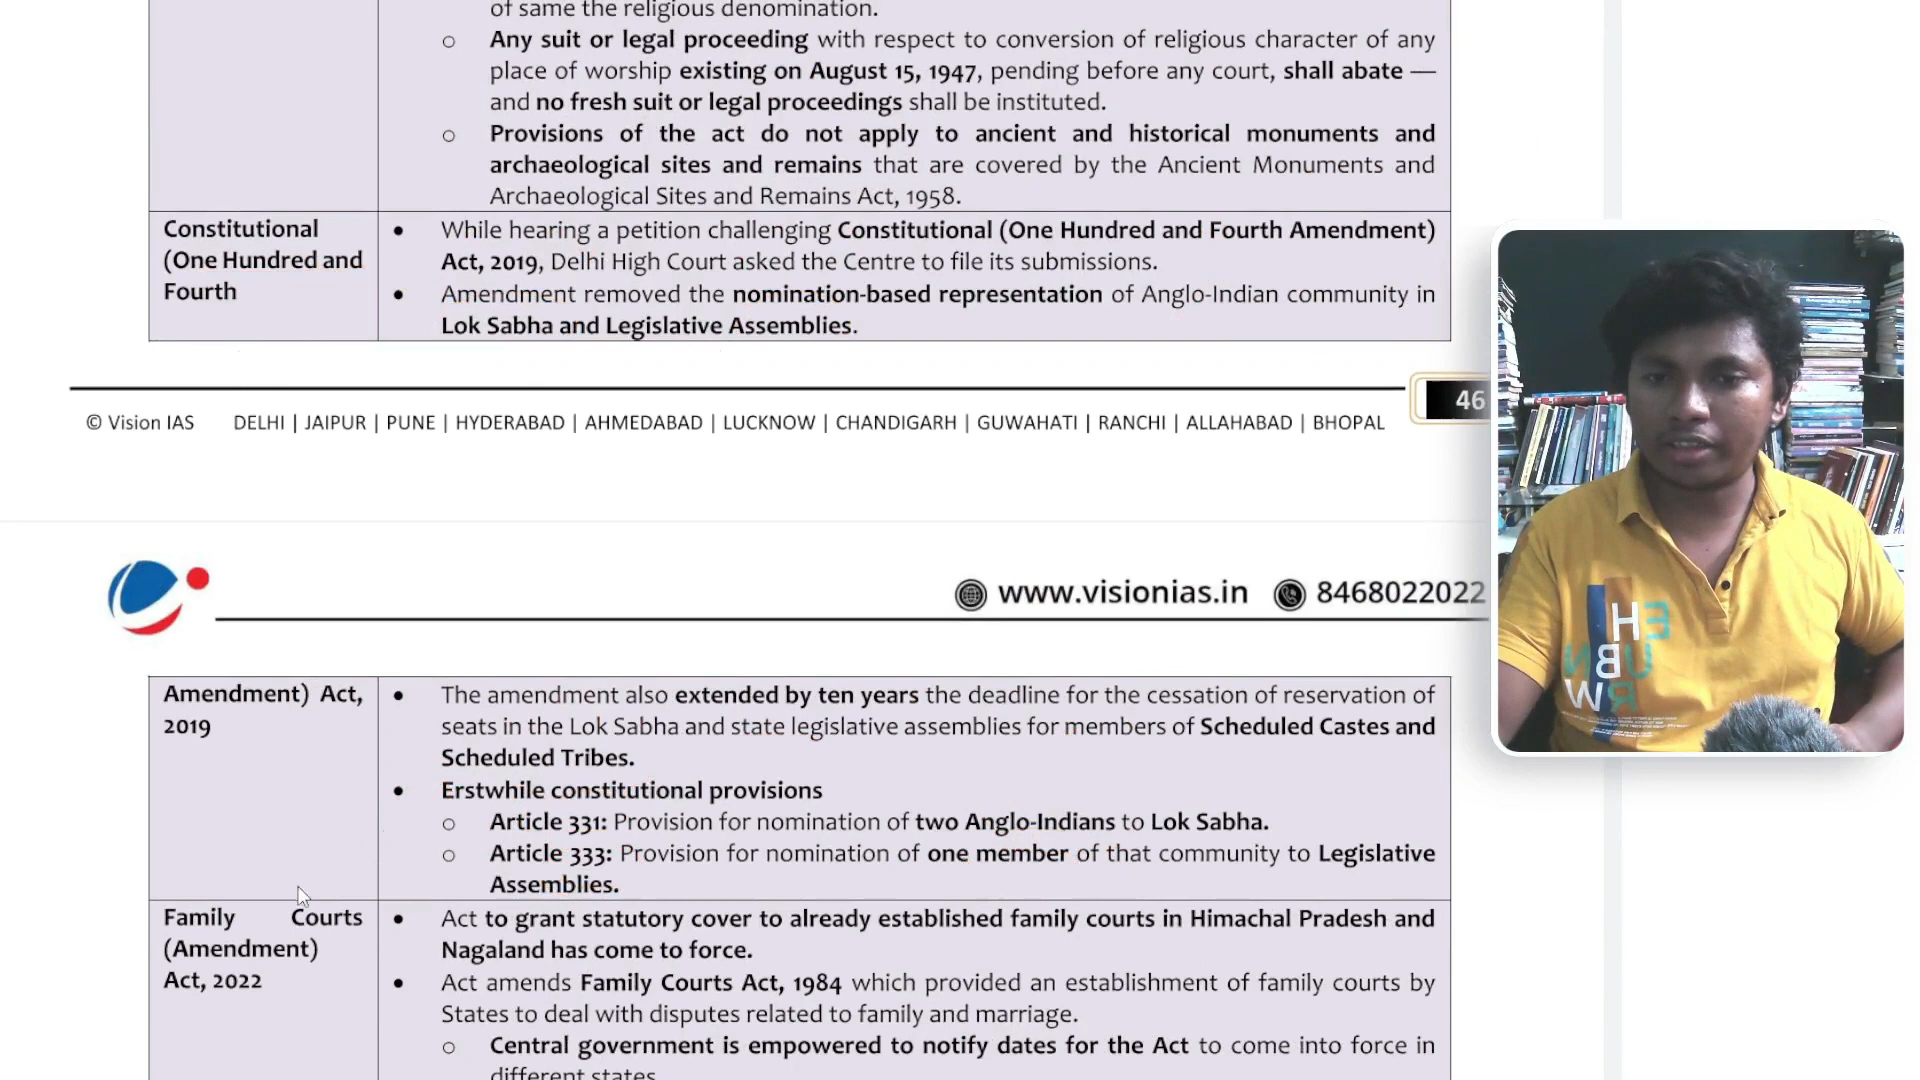 of same the religious denomination.
o Any suit or legal proceeding with respect to conversion of religious character of any
place of worship existing on August 15, 1947, pending before any court, shall abate —
and no fresh suit or legal proceedings shall be instituted.
o Provisions of the act do not apply to ancient and historical monuments and
archaeological sites and remains that are covered by the Ancient Monuments and
Archaeological Sites and Remains Act, 1958.
Constitutional
(One Hundred and
Fourth
• While hearing a petition challenging Constitutional (One Hundred and Fourth Amendment)
Act, 2019, Delhi High Court asked the Centre to file its submissions.
• Amendment removed the nomination-based representation of Anglo-Indian community in
Lok Sabha and Legislative Assemblies.
46
© Vision IAS DELHI | JAIPUR | PUNE | HYDERABAD | AHMEDABAD | LUCKNOW | CHANDIGARH | GUWAHATI | RANCHI | ALLAHABAD | BHOPAL
www.visionias.in 8468022022
Amendment) Act,
2019
• The amendment also extended by ten years the deadline for the cessation of reservation of
seats in the Lok Sabha and state legislative assemblies for members of Scheduled Castes and
Scheduled Tribes.
• Erstwhile constitutional provisions
o Article 331: Provision for nomination of two Anglo-Indians to Lok Sabha.
o Article 333: Provision for nomination of one member of that community to Legislative
Assemblies.
Family Courts
(Amendment)
Act, 2022
• Act to grant statutory cover to already established family courts in Himachal Pradesh and
Nagaland has come to force.
• Act amends Family Courts Act, 1984 which provided an establishment of family courts by
States to deal with disputes related to family and marriage.
o Central government is empowered to notify dates for the Act to come into force in
different states